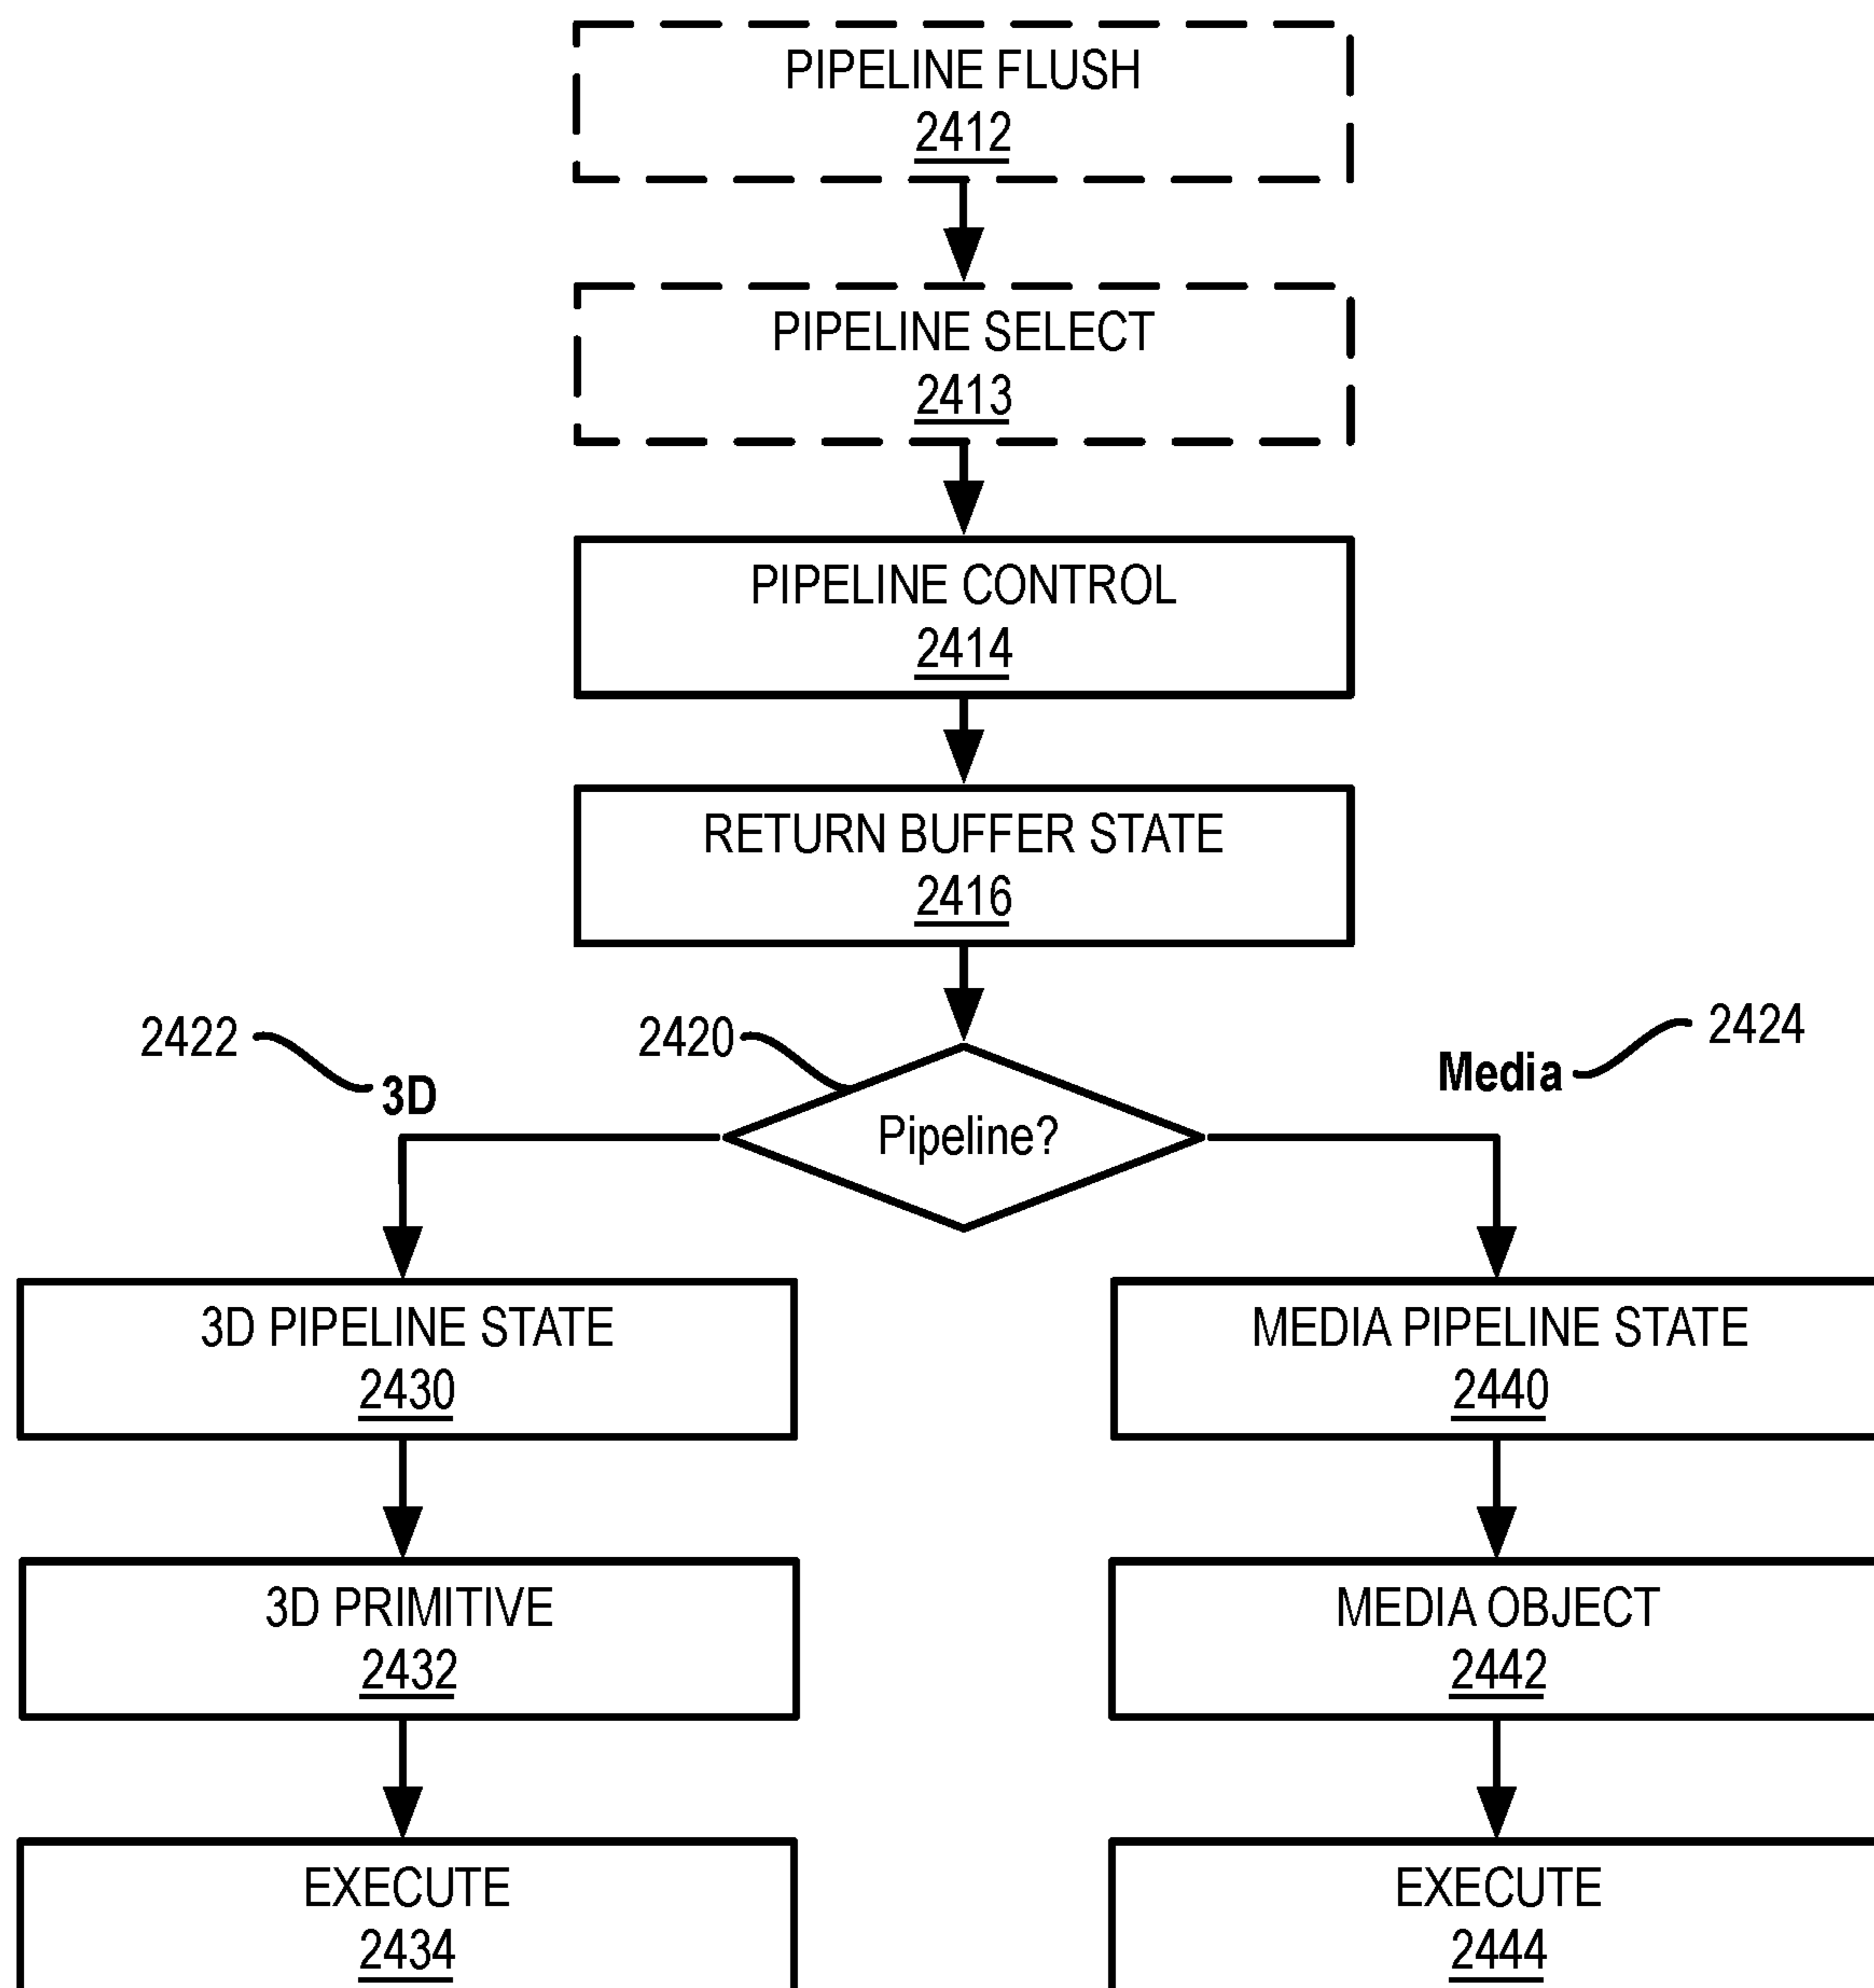 PIPELINE FLUSH
2412
PIPELINE SELECT
2413
PIPELINE CONTROL
2414
RETURN BUFFER STATE
2416
2422
3D
2420
Pipeline?
Media
2424
3D PIPELINE STATE
2430
MEDIA PIPELINE STATE
2440
3D PRIMITIVE
2432
MEDIA OBJECT
2442
EXECUTE
2434
EXECUTE
2444